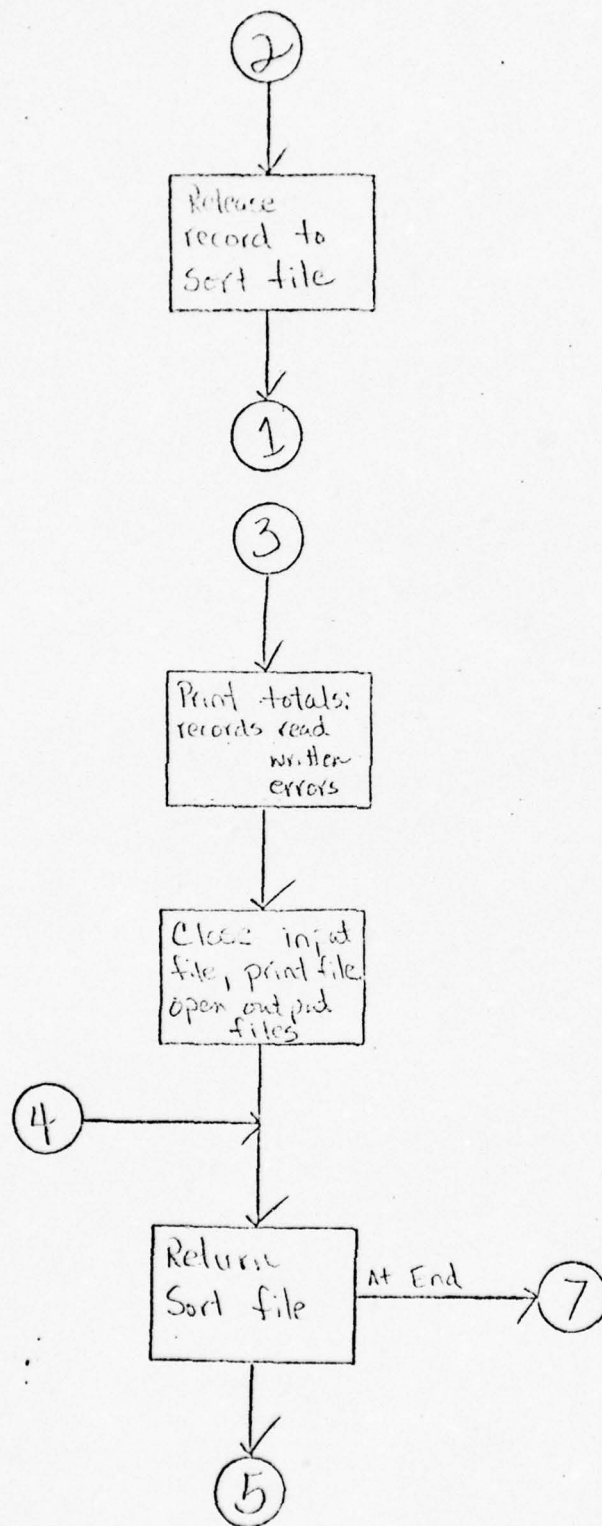 2
Release
record to
Sort file
1
3
Print totals:
records read
written
errors
Close input
file, print file
open output
files
4
Return
Sort file
At End
7
5